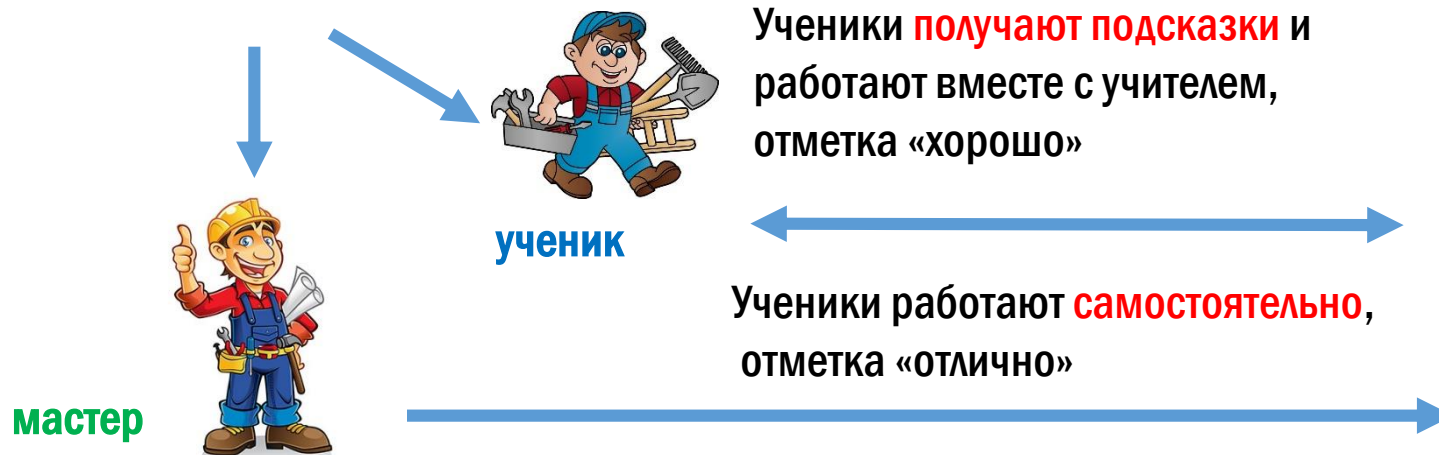 Ученики получают подсказки и
работают вместе с учителем,
отметка «хорошо»
ученик
Ученики работают самостоятельно,
отметка «отлично»
мастер